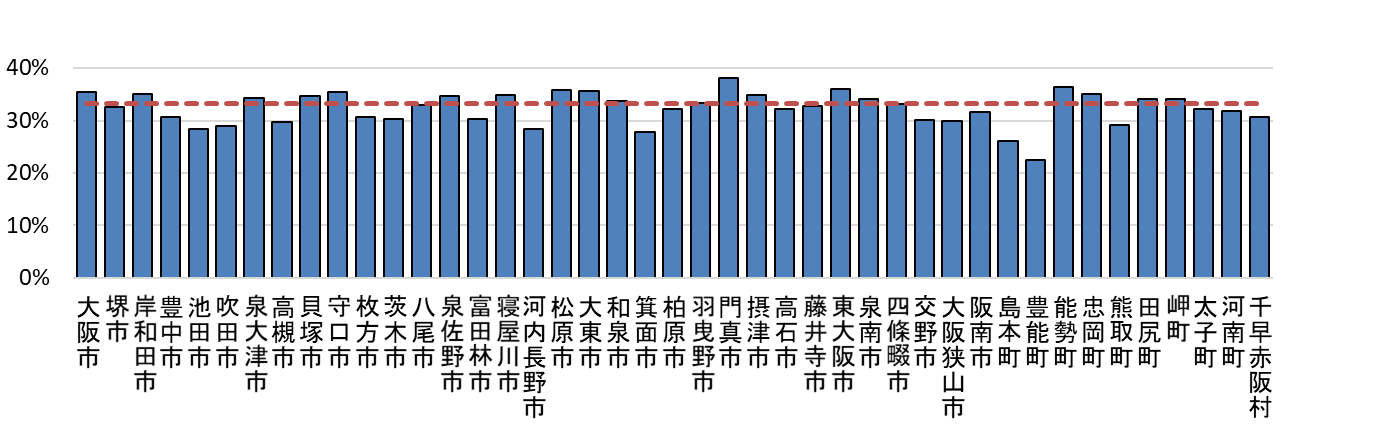 40%
30%
20%
10%
0%
大阪市
堺市
岸和田市
豊中市
池田市
吹田市
泉大津市
高槻市
貝塚市
守口市
枚方市
茨木市
八尾市
泉佐野市
富田林市
寝屋川市
河内長野市
松原市
大東市
和泉市
箕面市
柏原市
羽曳野市
門真市
摂津市
高石市
藤井寺市
東大阪市
泉南市
四條畷市
交野市
大阪狭山市
阪南市
島本町
豊能町
能勢町
忠岡町
熊取町
田尻町
岬町
太子町
河南町
千早赤阪村